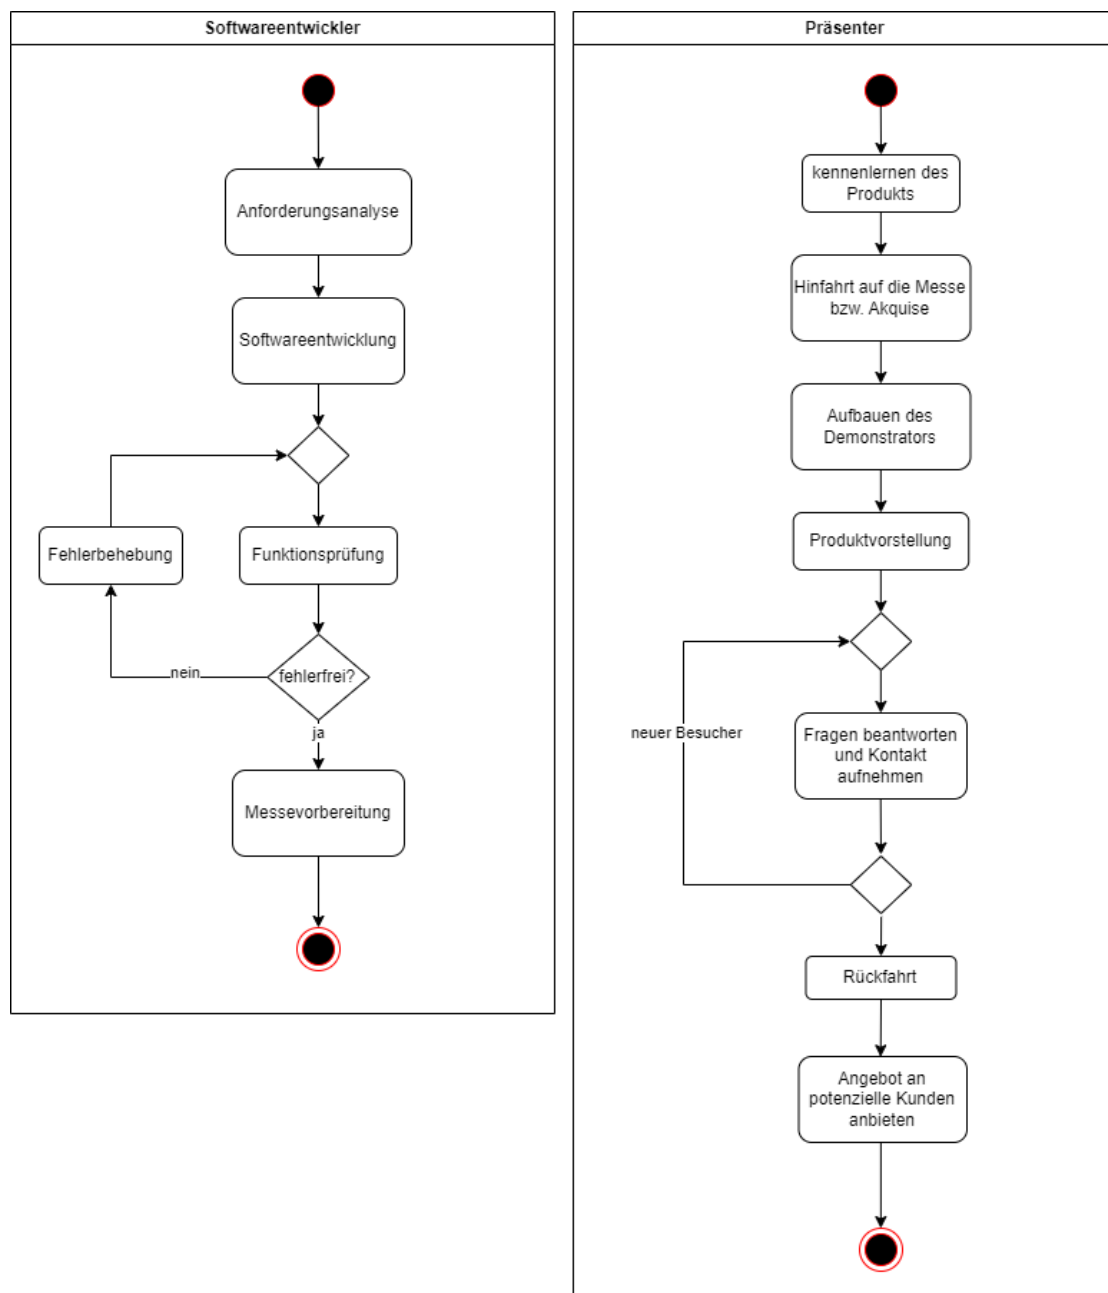 Softwareentwickler
Anforderungsanalyse
Softwareentwicklung
Fehlerbehebung
Funktionsprüfung
nein
fehlerfrei?
ja
Messevorbereitung
Präsenter
kennenlernen des
Produkts
Hinfahrt auf die Messe
bzw. Akquise
Aufbauen des
Demonstrators
Produktvorstellung
neuer Besucher
Fragen beantworten
und Kontakt
aufnehmen
Rückfahrt
Angebot an
potenzielle Kunden
anbieten